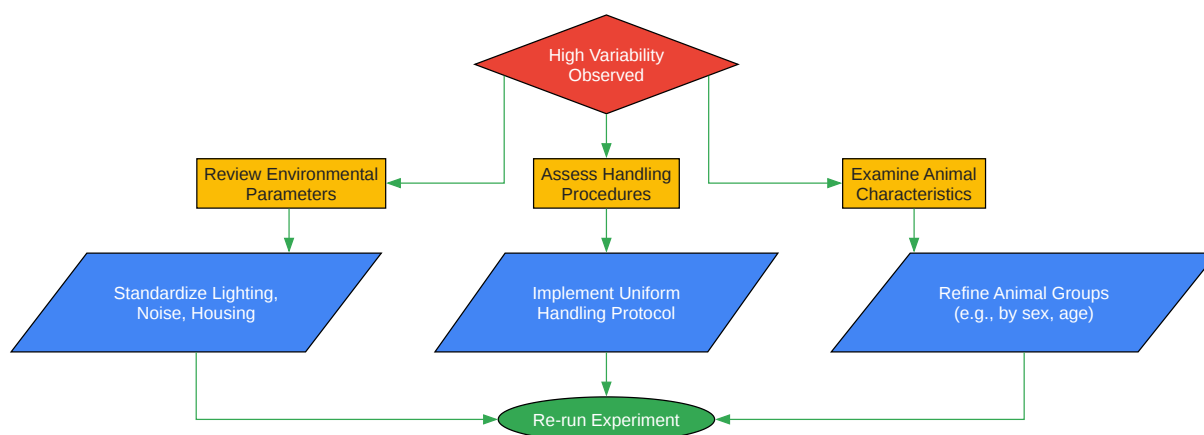 High Variability
Observed
Review Environmental
Parameters
Assess Handling
Procedures
Examine Animal
Characteristics
Standardize Lighting,
Noise, Housing
Implement Uniform
Handling Protocol
Refine Animal Groups
(e.g., by sex, age)
Re-run Experiment